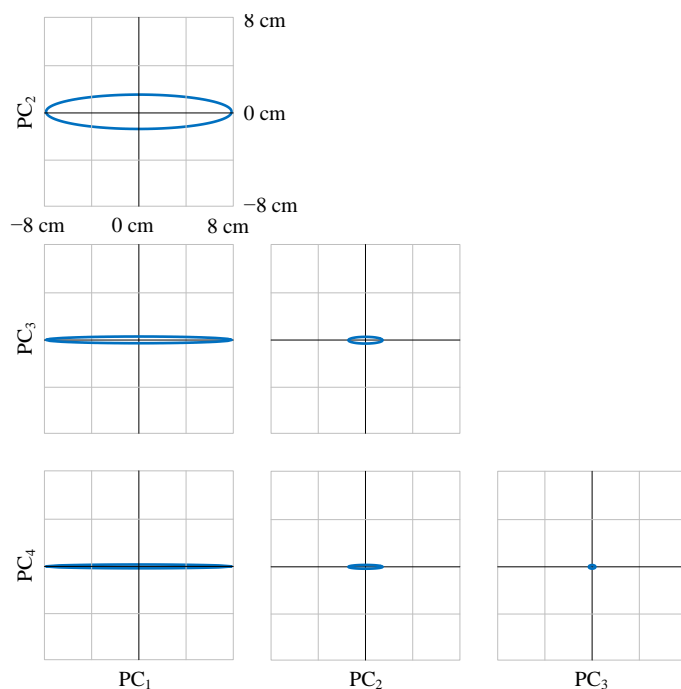 8 cm
PC₂
0 cm
−8 cm
−8 cm 0 cm 8 cm
PC₃
PC₄
PC₁ PC₂ PC₃